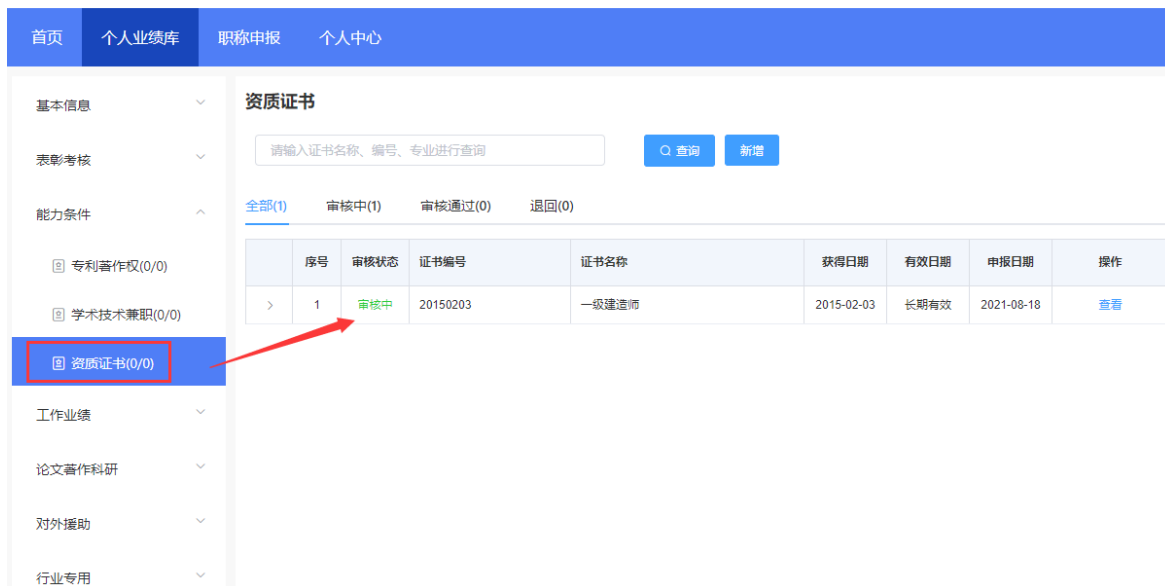 首页 个人业绩库 职称申报 个人中心
基本信息
表彰考核
能力条件
专利著作权(0/0)
学术技术兼职(0/0)
资质证书(0/0)
工作业绩
论文著作科研
对外援助
行业专用
资质证书
请输入证书名称、编号、专业进行查询 查询 新增
全部(1) 审核中(1) 审核通过(0) 退回(0)
序号 审核状态 证书编号 证书名称 获得日期 有效日期 申报日期 操作
1 审核中 20150203 一级建造师 2015-02-03 长期有效 2021-08-18 查看